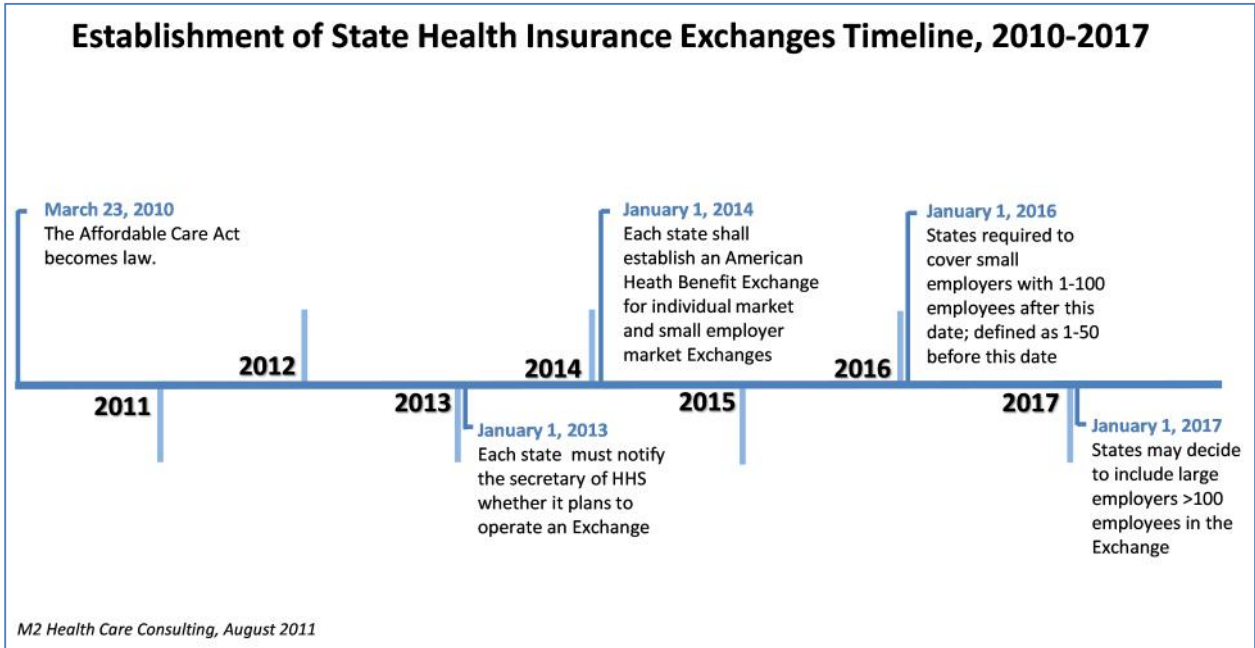 Establishment of State Health Insurance Exchanges Timeline, 2010-2017
March 23, 2010
The Affordable Care Act
becomes law.
January 1, 2014
Each state shall
establish an American
Heath Benefit Exchange
for individual market
and small employer
market Exchanges
January 1, 2016
States required to
cover small
employers with 1-100
employees after this
date; defined as 1-50
before this date
2012
2014
2016
2011
2013
2015
2017
January 1, 2013
Each state must notify
the secretary of HHS
whether it plans to
operate an Exchange
January 1, 2017
States may decide
to include large
employers >100
employees in the
Exchange
M2 Health Care Consulting, August 2011